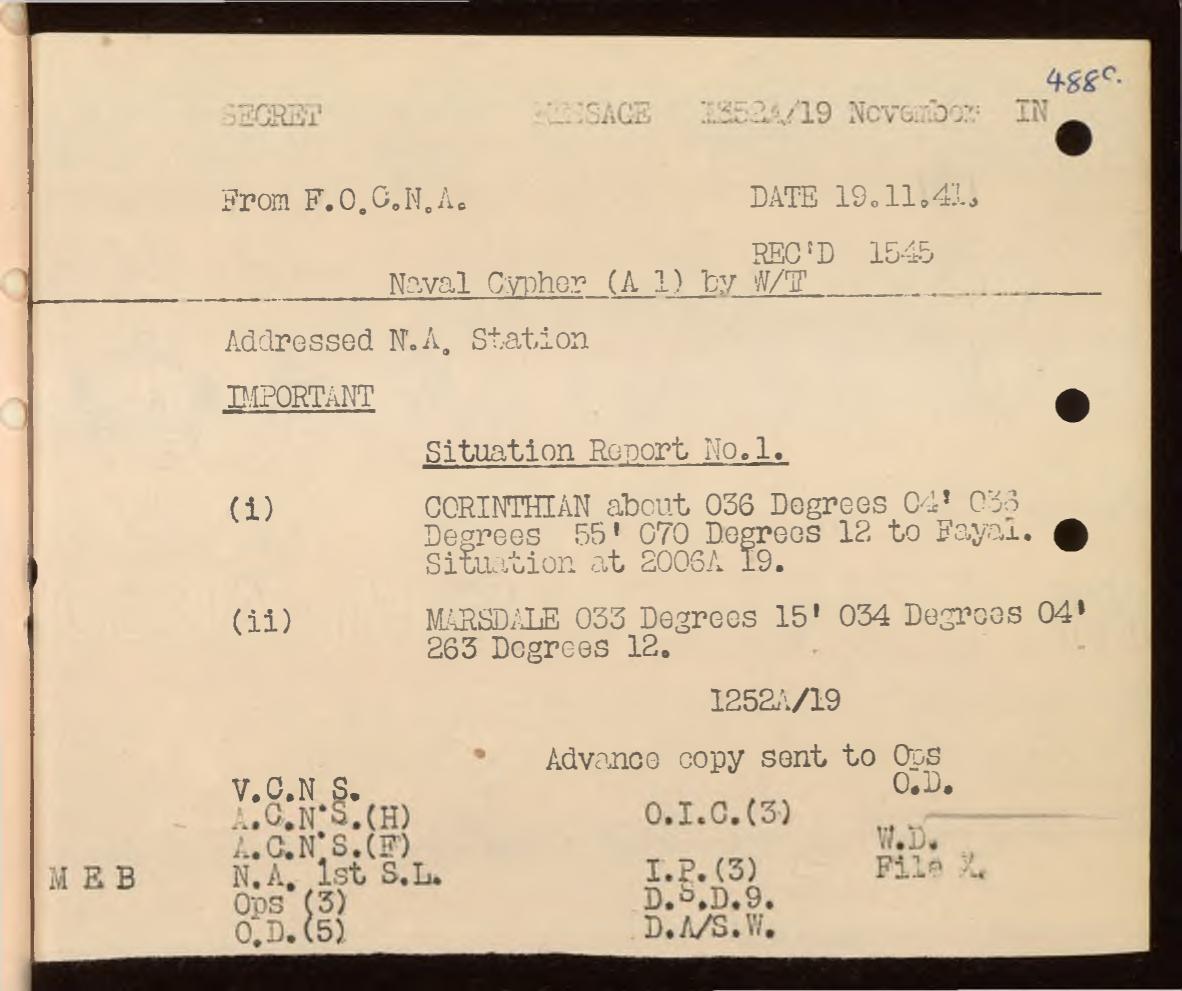 488c.
SECRET MESSAGE 1352A/19 November IN
From F.O.C.N.A. DATE 19.11.41.
REC'D 1545
Naval Cypher (A 1) by W/T
Addressed N.A. Station
IMPORTANT
Situation Report No.1.
(i) CORINTHIAN about 036 Degrees 04' 036
Degrees 55' 070 Degrees 12 to Fayal.
Situation at 2006A 19.
(ii) MARSDALE 033 Degrees 15' 034 Degrees 04'
263 Degrees 12.
1252A/19
Advance copy sent to Ops
O.D.
V.C.N S.
A.C.N.S.(H) O.I.C.(3)
A.C.N.S.(F) W.D.
M E B N.A. 1st S.L. I.P.(3) File X.
Ops (3) D.S.D.9.
O.D.(5) D.A/S.W.